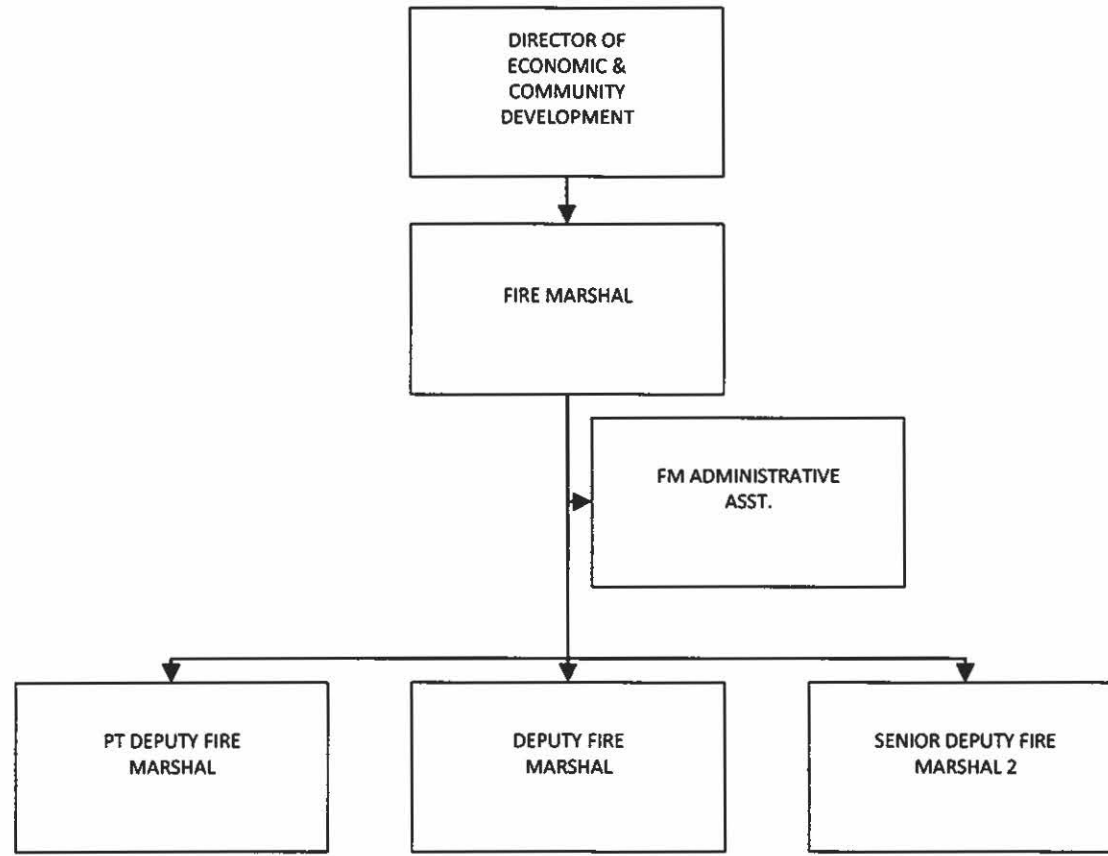 DIRECTOR OF
ECONOMIC &
COMMUNITY
DEVELOPMENT
FIRE MARSHAL
FM ADMINISTRATIVE
ASST.
PT DEPUTY FIRE
MARSHAL
DEPUTY FIRE
MARSHAL
SENIOR DEPUTY FIRE
MARSHAL 2